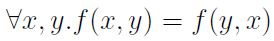 ∀x, y.f(x, y) = f(y, x)